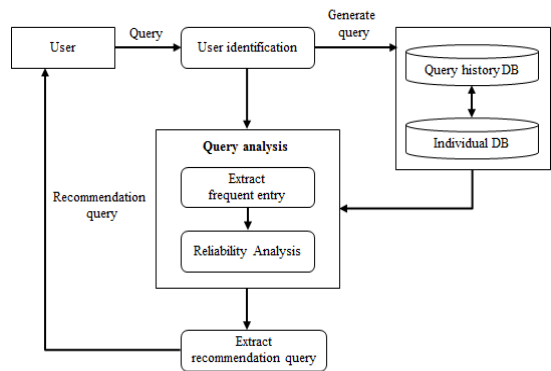 User
Query
User identification
Generate
query
Query history DB
Individual DB
Query analysis
Extract
frequent entry
Reliability Analysis
Recommendation
query
Extract
recommendation query